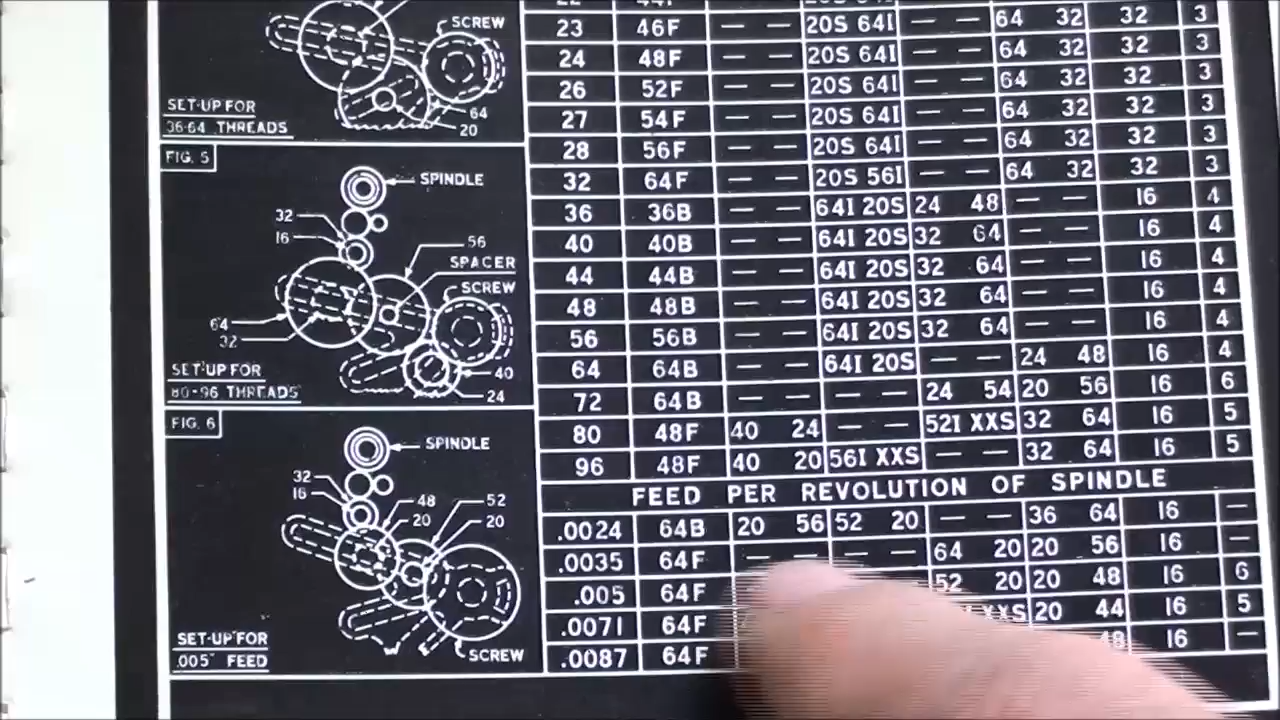 SCREW
64
20
SET-UP FOR
36-64 THREADS
FIG. 5
SPINDLE
32
16
56
SPACER
SCREW
64
32
40
24
SET-UP FOR
80-96 THREADS
FIG. 6
SPINDLE
32
16
48
20
52
20
SET-UP FOR
.005" FEED
SCREW
23 46F — — 20S 64I — — 64 32 32 3
24 48F — — 20S 64I — — 64 32 32 3
26 52F — — 20S 64I — — 64 32 32 3
27 54F — — 20S 64I — — 64 32 32 3
28 56F — — 20S 64I — — 64 32 32 3
32 64F — — 20S 56I — — 64 32 32 3
36 36B — — 64I 20S 24 48 — — 16 4
40 40B — — 64I 20S 32 64 — — 16 4
44 44B — — 64I 20S 32 64 — — 16 4
48 48B — — 64I 20S 32 64 — — 16 4
56 56B — — 64I 20S 32 64 — — 16 4
64 64B — — 64I 20S — — 24 48 16 4
72 64B — — — — 24 54 20 56 16 6
80 48F 40 24 — — 52I XXS 32 64 16 5
96 48F 40 20 56I XXS — — 32 64 16 5
FEED PER REVOLUTION OF SPINDLE
.0024 64B 20 56 52 20 — — 36 64 16 —
.0035 64F — — — — 64 20 20 56 16 —
.005 64F 52 20 20 48 16 6
.0071 64F XXS 20 44 16 5
.0087 64F 48 16 —